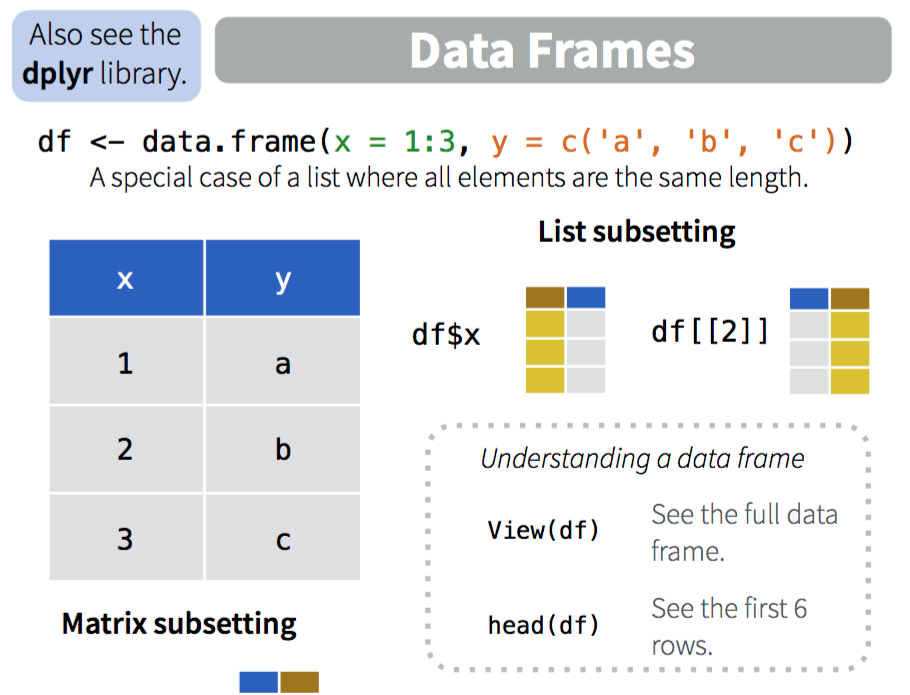 Also see the
dplyr library.
Data Frames
df <- data.frame(x = 1:3, y = c('a', 'b', 'c'))
A special case of a list where all elements are the same length.
x y
1 a
2 b
3 c
Matrix subsetting
List subsetting
df$x
df[[2]]
Understanding a data frame
View(df)
See the full data
frame.
head(df)
See the first 6
rows.